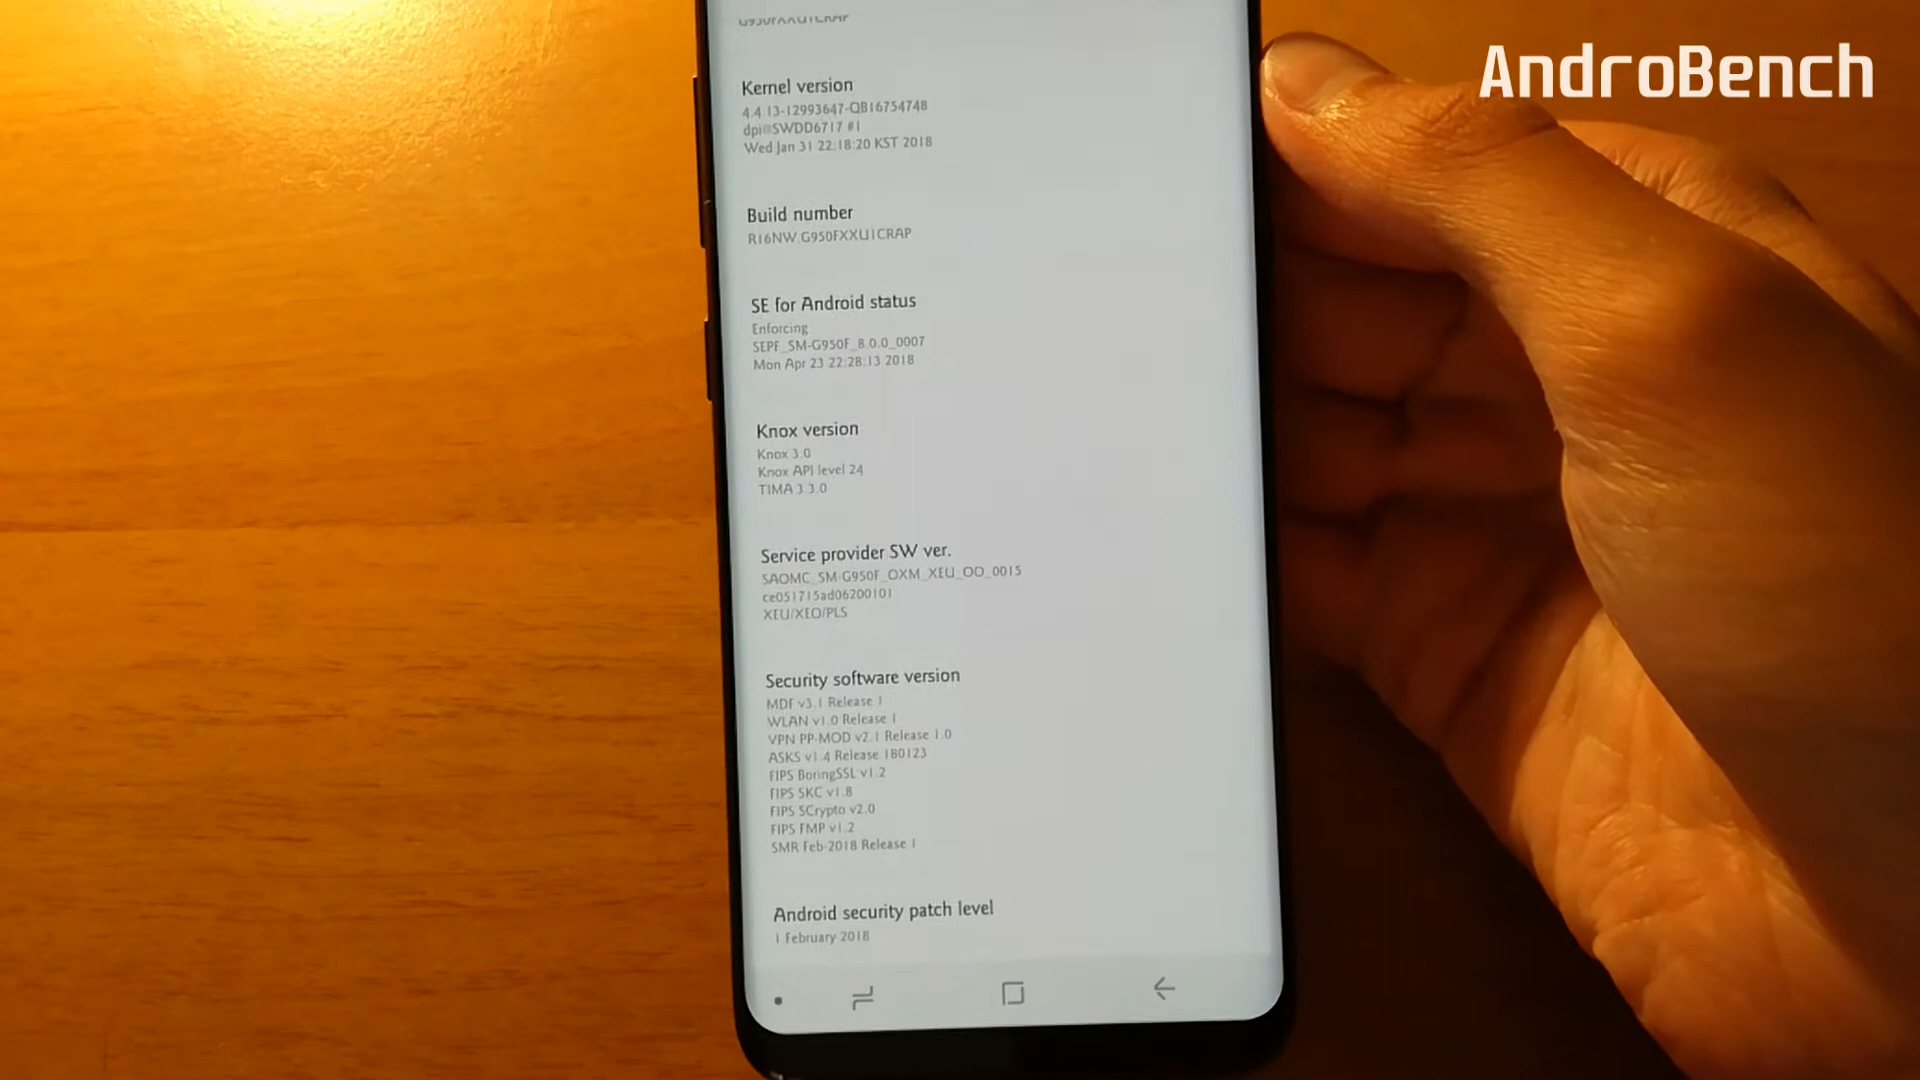 AndroBench
G950FXXU1CRAP
Kernel version
4.4.13-12993647-QB16754748
dpi@SWDD6717 #1
Wed Jan 31 22:18:20 KST 2018
Build number
R16NW.G950FXXU1CRAP
SE for Android status
Enforcing
SEPF_SM-G950F_8.0.0_0007
Mon Apr 23 22:28:13 2018
Knox version
Knox 3.0
Knox API level 24
TIMA 3.3.0
Service provider SW ver.
SAOMC_SM-G950F_OXM_XEU_OO_0015
ce051715ad06200101
XEU/XEO/PLS
Security software version
MDF v3.1 Release 1
WLAN v1.0 Release 1
VPN PP-MOD v2.1 Release 1.0
ASKS v1.4 Release 180123
FIPS BoringSSL v1.2
FIPS SKC v1.8
FIPS SCrypto v2.0
FIPS FMP v1.2
SMR Feb-2018 Release 1
Android security patch level
1 February 2018